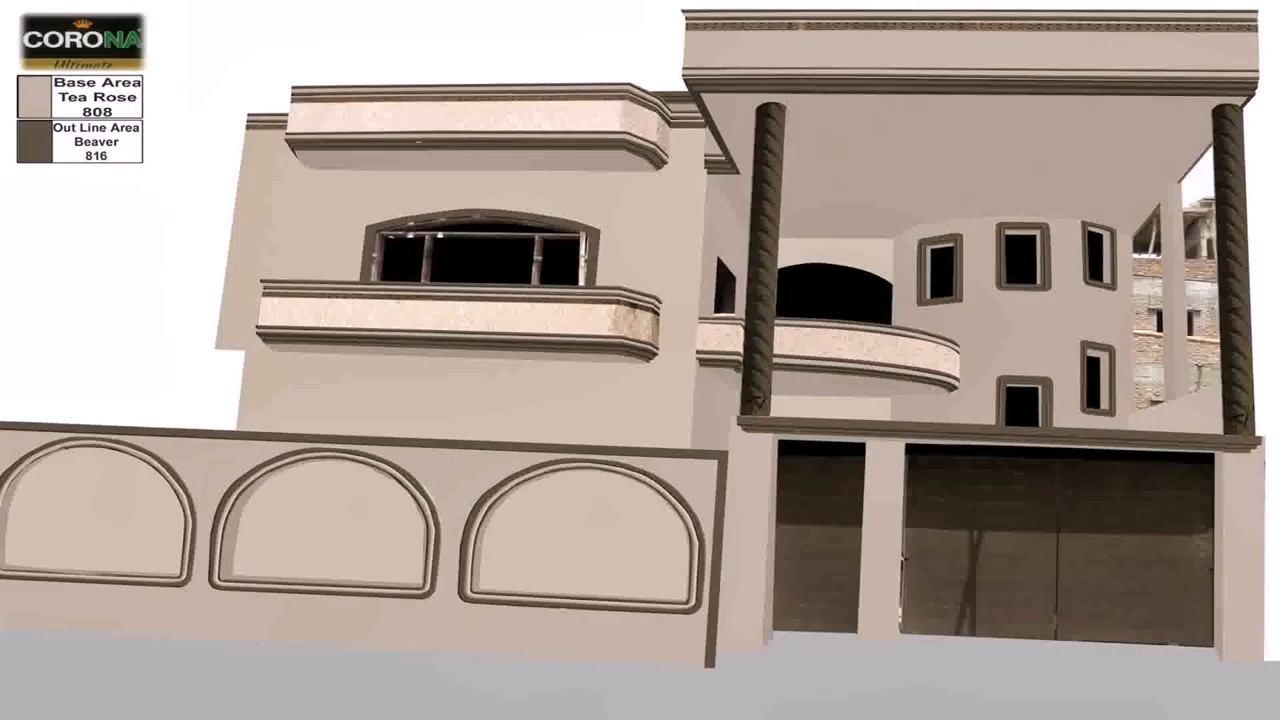 CORONA
Ultimate
Base Area
Tea Rose
808
Out Line Area
Beaver
816